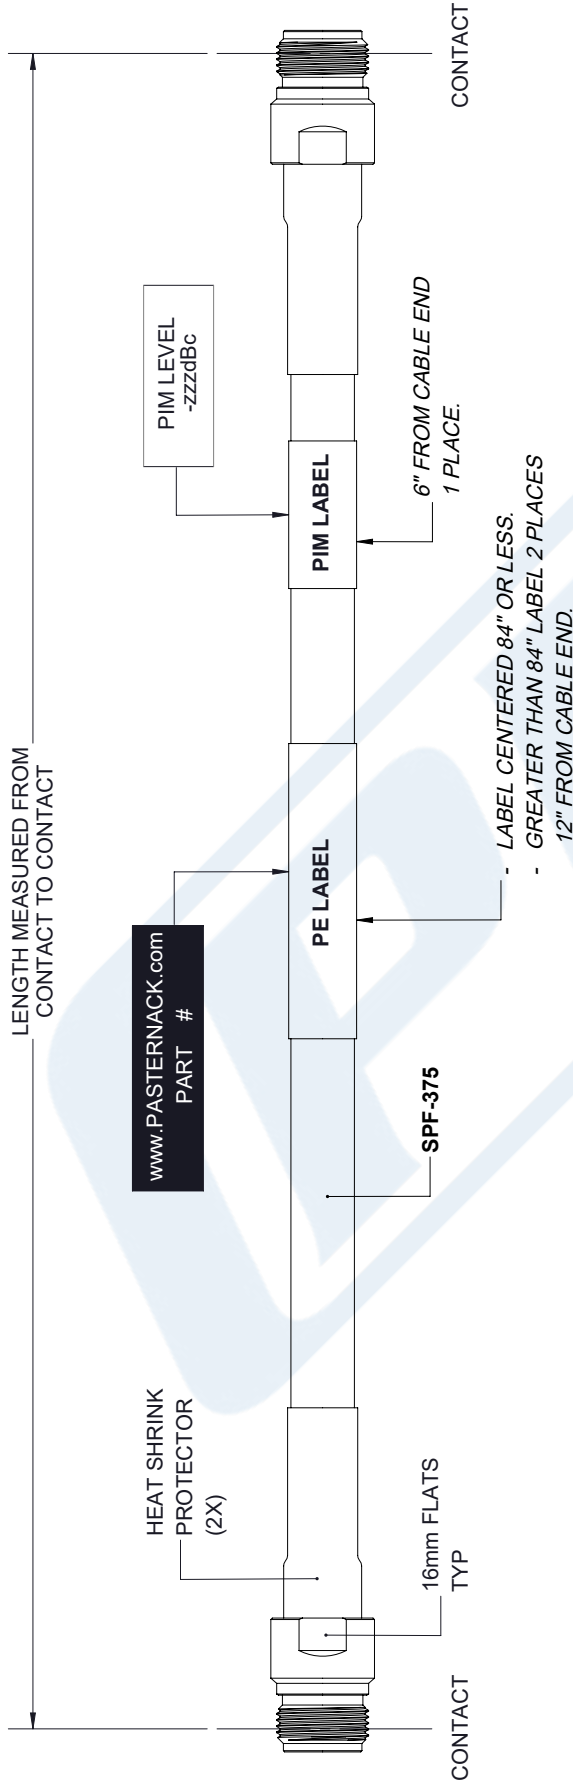 LENGTH MEASURED FROM
CONTACT TO CONTACT
HEAT SHRINK
PROTECTOR
(2X)
www.PASTERNACK.com
PART #
PIM LEVEL
-zzzdBc
PE LABEL
PIM LABEL
CONTACT
16mm FLATS
TYP
SPF-375
- LABEL CENTERED 84" OR LESS.
- GREATER THAN 84" LABEL 2 PLACES
12" FROM CABLE END.
6" FROM CABLE END
1 PLACE.
CONTACT